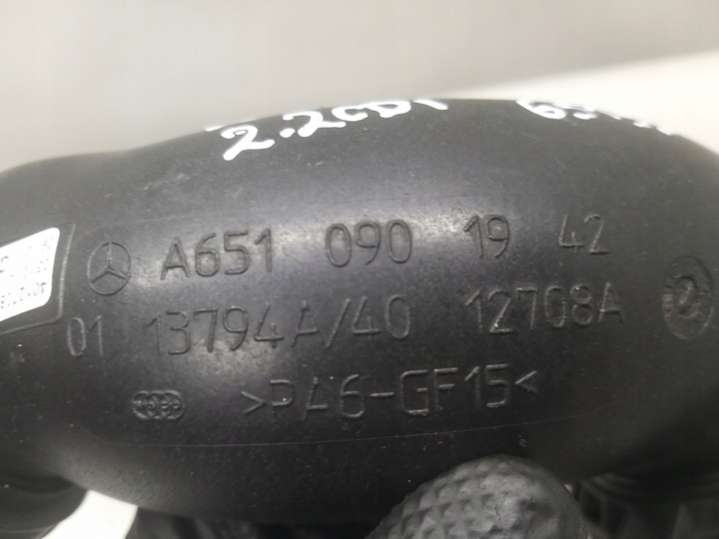 2.2CDI
A651 090 19 42
01 13794A/40 12708A
>PA6-GF15<